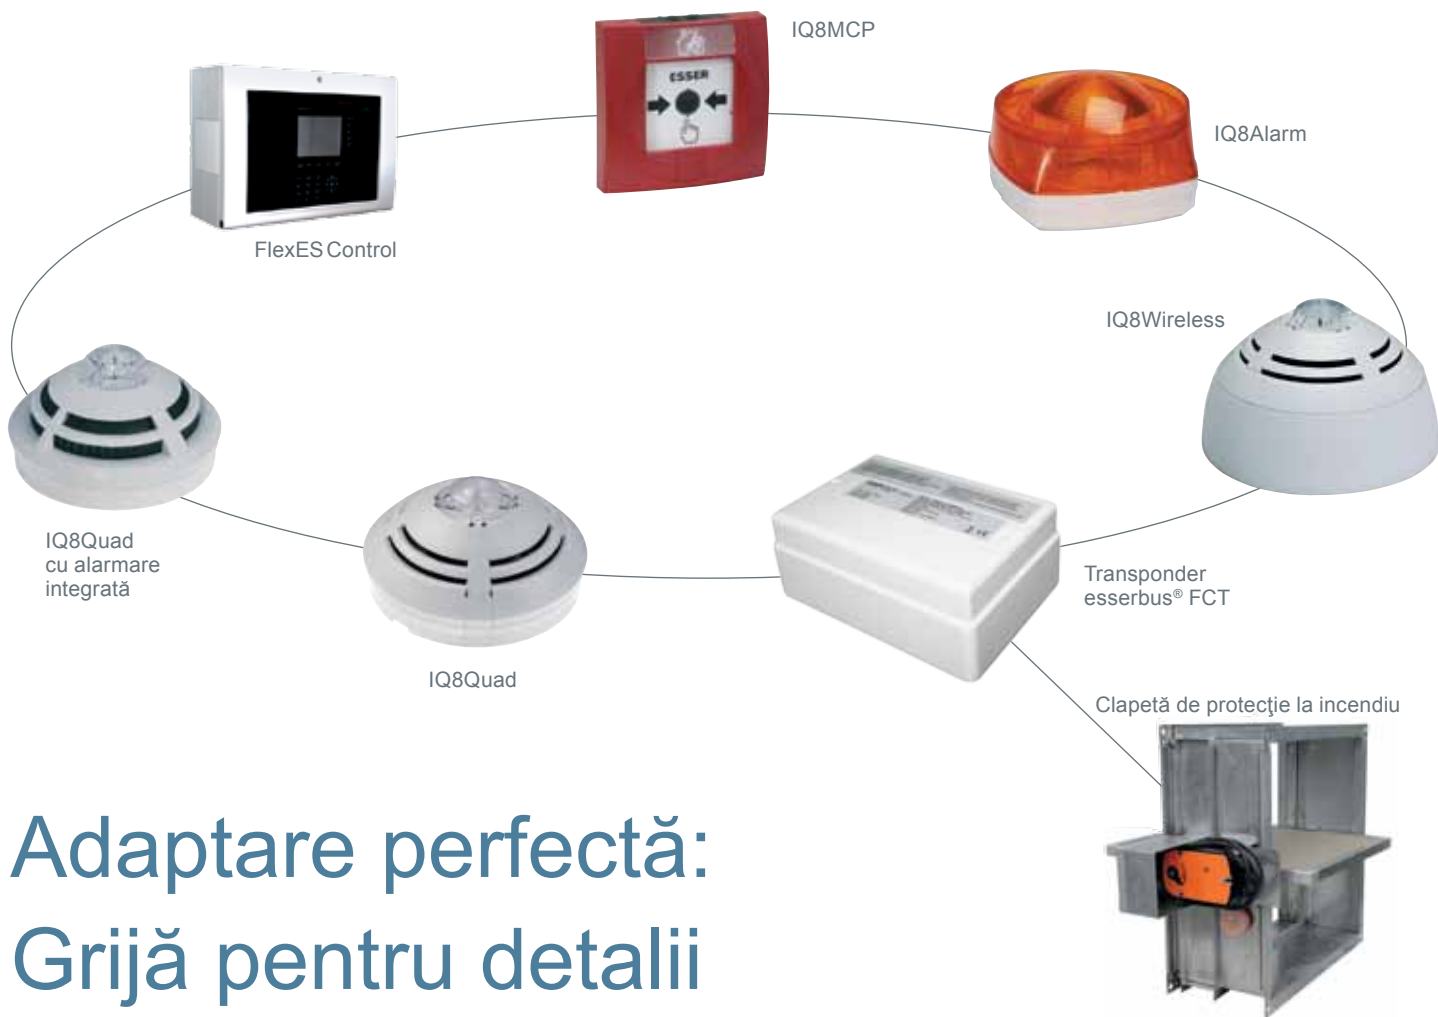 IQ8MCP
ESSER
IQ8Alarm
FlexES Control
IQ8Wireless
IQ8Quad
cu alarmare
integrată
Transponder
esserbus® FCT
IQ8Quad
Clapetă de protecţie la incendiu
Adaptare perfectă:
Grijă pentru detalii